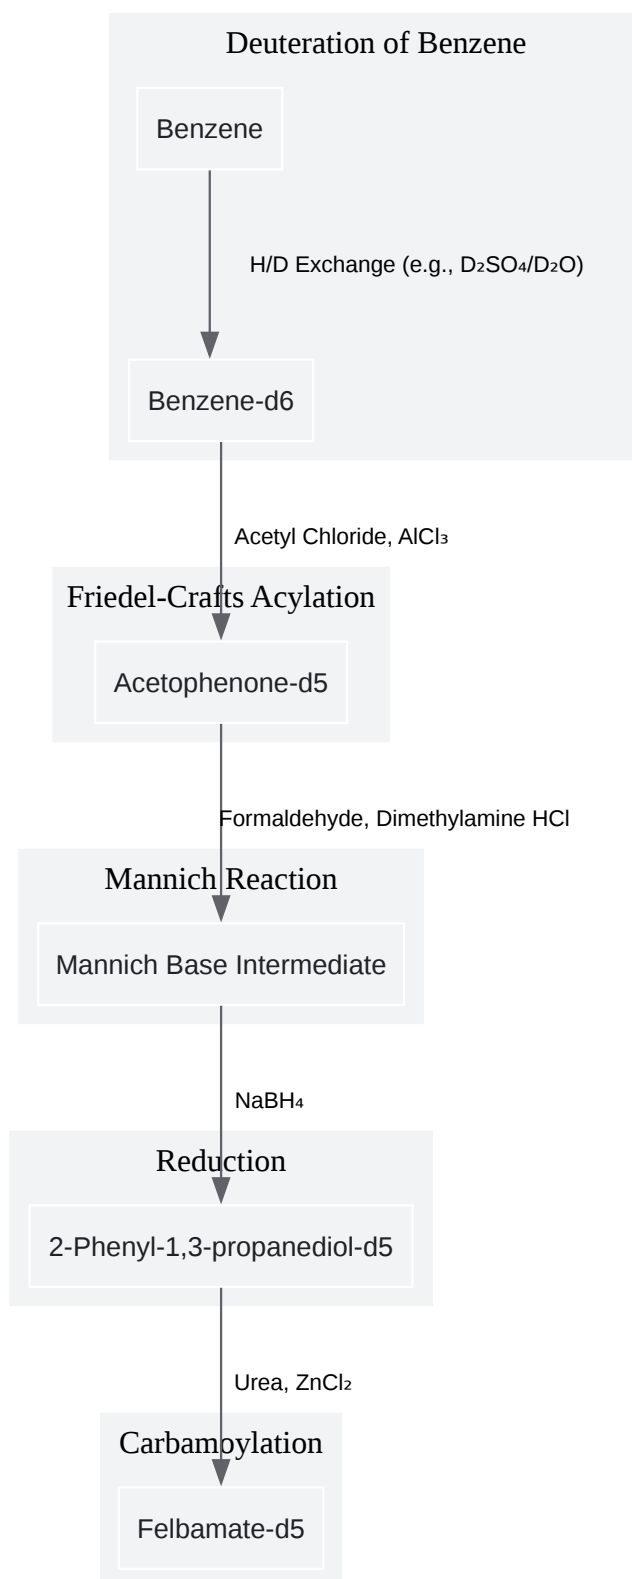 Deuteration of Benzene
Benzene
H/D Exchange (e.g., D₂SO₄/D₂O)
Benzene-d6
Acetyl Chloride, AlCl₃
Friedel-Crafts Acylation
Acetophenone-d5
Formaldehyde, Dimethylamine HCl
Mannich Reaction
Mannich Base Intermediate
NaBH₄
Reduction
2-Phenyl-1,3-propanediol-d5
Urea, ZnCl₂
Carbamoylation
Felbamate-d5